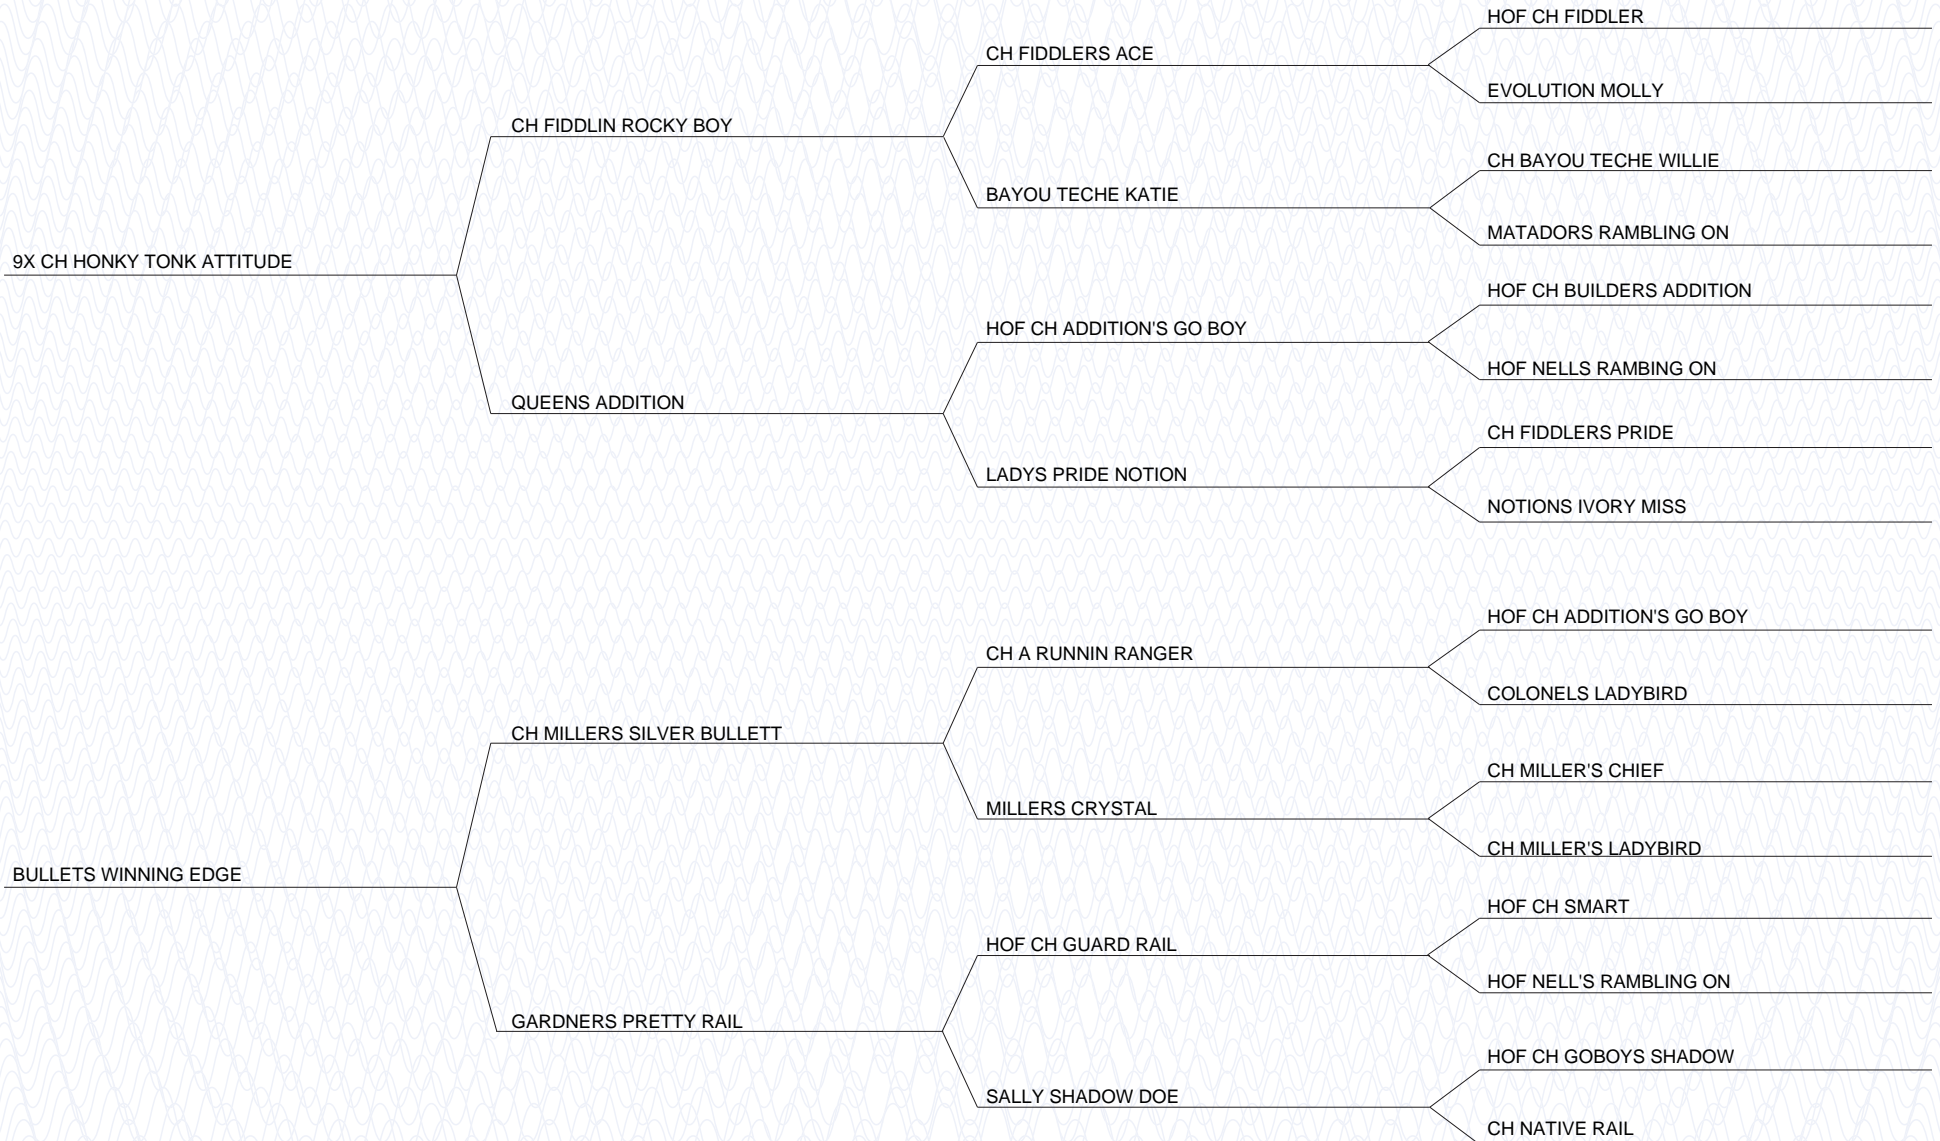 HOF CH FIDDLER
CH FIDDLERS ACE
EVOLUTION MOLLY
CH FIDDLIN ROCKY BOY
CH BAYOU TECHE WILLIE
BAYOU TECHE KATIE
MATADORS RAMBLING ON
9X CH HONKY TONK ATTITUDE
HOF CH BUILDERS ADDITION
HOF CH ADDITION'S GO BOY
HOF NELLS RAMBING ON
QUEENS ADDITION
CH FIDDLERS PRIDE
LADYS PRIDE NOTION
NOTIONS IVORY MISS
HOF CH ADDITION'S GO BOY
CH A RUNNIN RANGER
COLONELS LADYBIRD
CH MILLERS SILVER BULLETT
CH MILLER'S CHIEF
MILLERS CRYSTAL
CH MILLER'S LADYBIRD
BULLETS WINNING EDGE
HOF CH SMART
HOF CH GUARD RAIL
HOF NELL'S RAMBLING ON
GARDNERS PRETTY RAIL
HOF CH GOBOYS SHADOW
SALLY SHADOW DOE
CH NATIVE RAIL